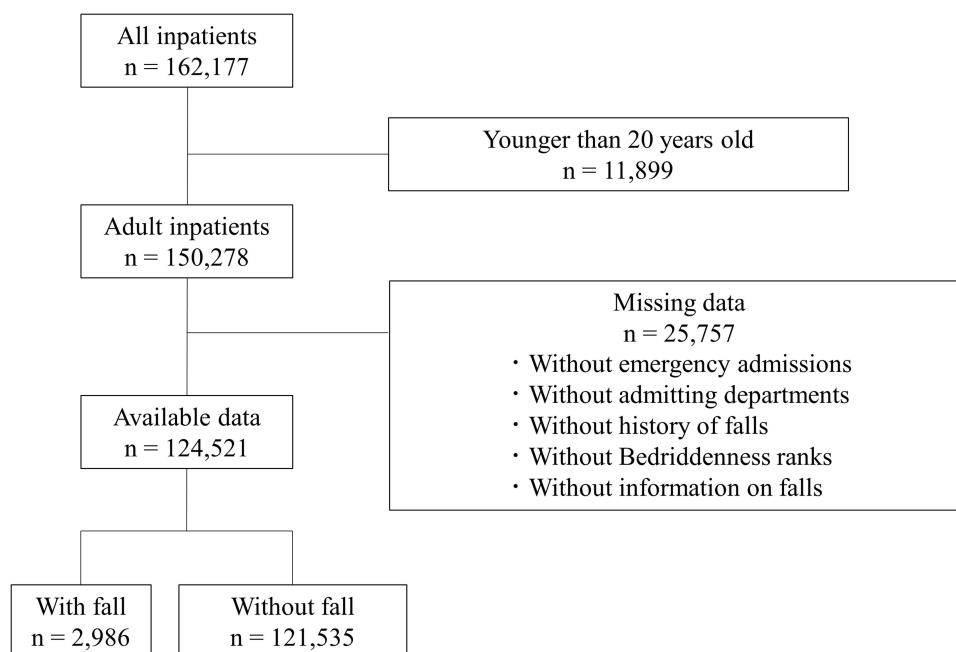 All inpatients
n = 162,177
Younger than 20 years old
n = 11,899
Adult inpatients
n = 150,278
Missing data
n = 25,757
・Without emergency admissions
・Without admitting departments
・Without history of falls
・Without Bedriddenness ranks
・Without information on falls
Available data
n = 124,521
With fall
n = 2,986
Without fall
n = 121,535